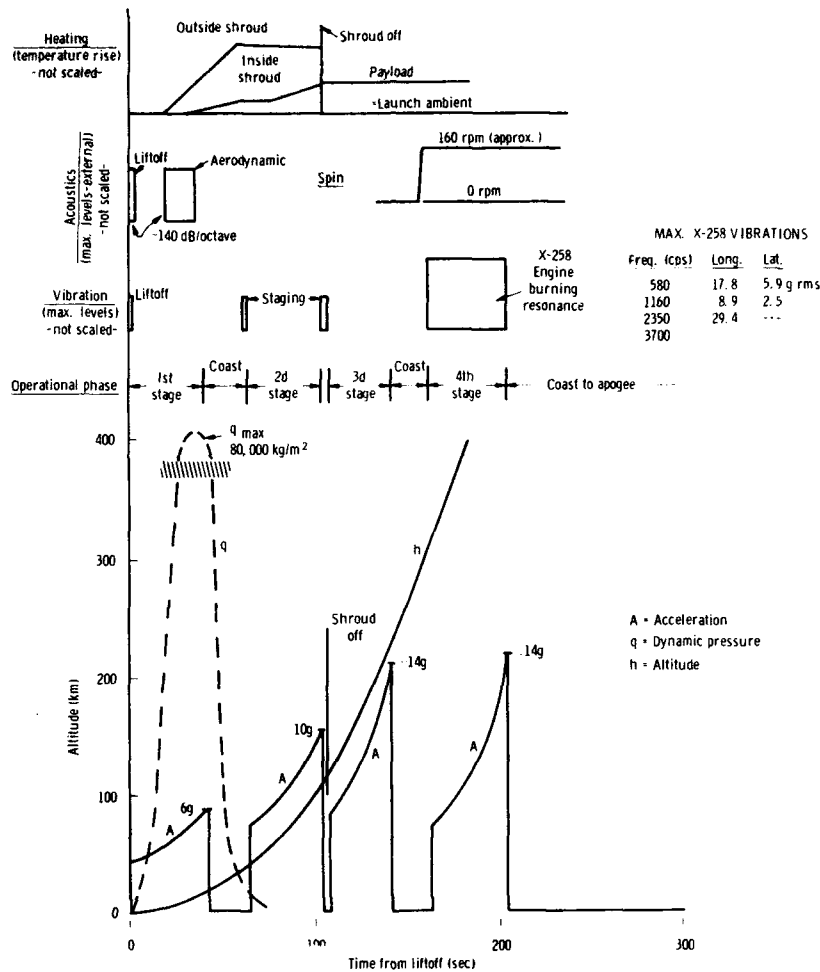 Heating
(temperature rise)
-not scaled-
Outside shroud
Inside
shroud
Shroud off
Payload
=Launch ambient
Acoustics
(max. levels-external)
-not scaled-
Liftoff
Aerodynamic
~140 dB/octave
Spin
160 rpm (approx.)
0 rpm
Vibration
(max. levels)
-not scaled-
Liftoff
Staging
X-258
Engine
burning
resonance
MAX. X-258 VIBRATIONS
Freq. (cps) Long. Lat.
580 17.8 5.9 g rms
1160 8.9 2.5
2350 29.4 ---
3700
Operational phase
1st
stage
Coast
2d
stage
3d
stage
Coast
4th
stage
Coast to apogee
q max
80,000 kg/m²
q
h
Shroud
off
6g
A
10g
A
14g
A
14g
A
A = Acceleration
q = Dynamic pressure
h = Altitude
Altitude (km)
400
300
200
100
0
0 100 200 300
Time from liftoff (sec)